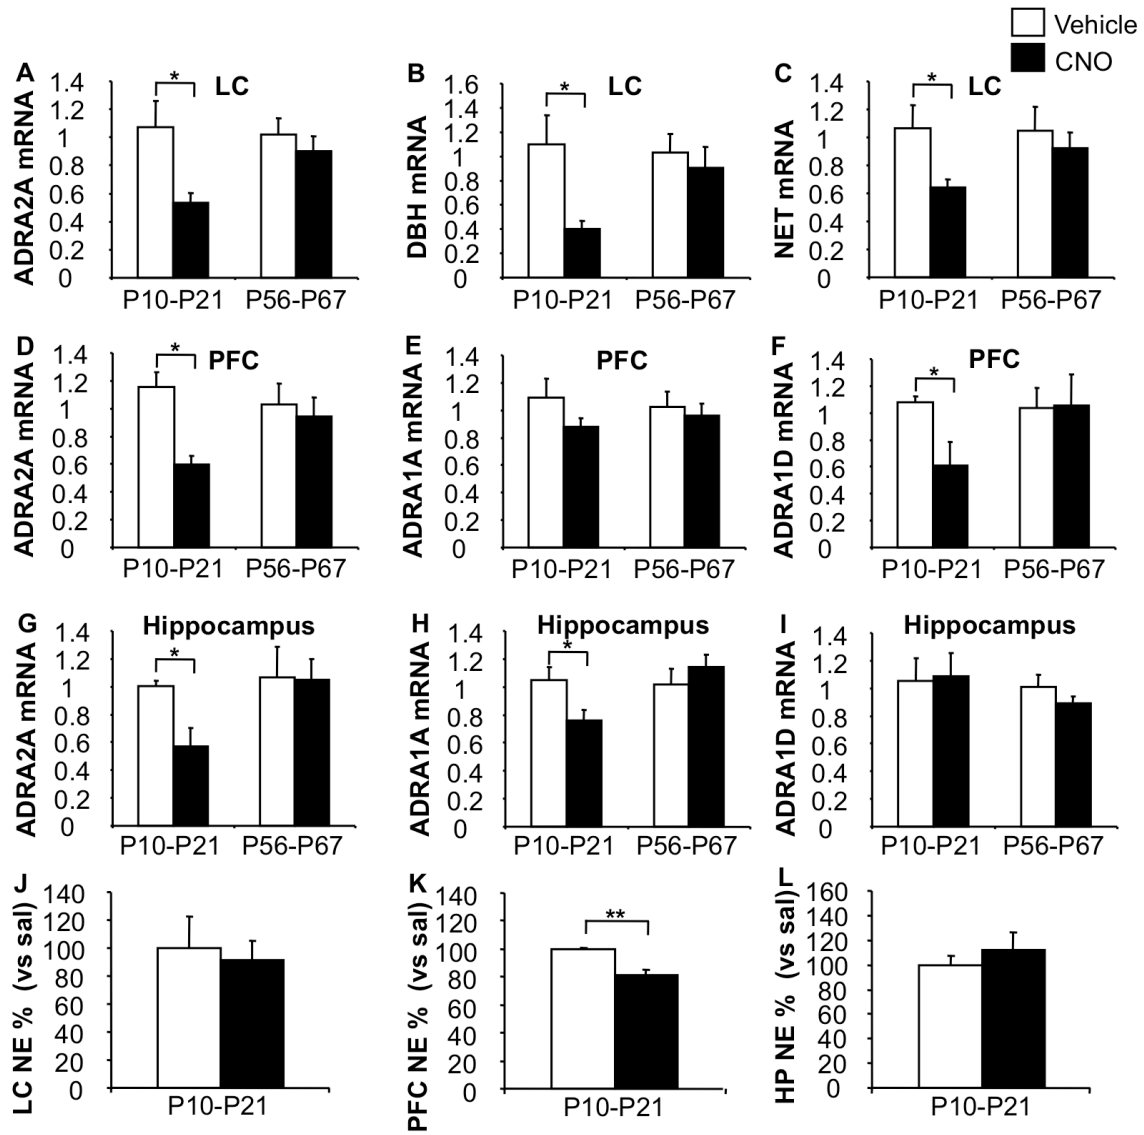 Vehicle
CNO
A
LC
*
ADRA2A mRNA
1.4
1.2
1
0.8
0.6
0.4
0.2
0
P10-P21
P56-P67
B
LC
*
DBH mRNA
1.6
1.4
1.2
1
0.8
0.6
0.4
0.2
0
P10-P21
P56-P67
C
LC
*
NET mRNA
1.4
1.2
1
0.8
0.6
0.4
0.2
0
P10-P21
P56-P67
D
PFC
*
ADRA2A mRNA
1.4
1.2
1
0.8
0.6
0.4
0.2
0
P10-P21
P56-P67
E
PFC
ADRA1A mRNA
1.4
1.2
1
0.8
0.6
0.4
0.2
0
P10-P21
P56-P67
F
PFC
*
ADRA1D mRNA
1.4
1.2
1
0.8
0.6
0.4
0.2
0
P10-P21
P56-P67
G
Hippocampus
*
ADRA2A mRNA
1.4
1.2
1
0.8
0.6
0.4
0.2
0
P10-P21
P56-P67
H
Hippocampus
*
ADRA1A mRNA
1.4
1.2
1
0.8
0.6
0.4
0.2
0
P10-P21
P56-P67
I
Hippocampus
ADRA1D mRNA
1.4
1.2
1
0.8
0.6
0.4
0.2
0
P10-P21
P56-P67
J
LC NE % (vs sal)
140
120
100
80
60
40
20
0
P10-P21
K
**
PFC NE % (vs sal)
140
120
100
80
60
40
20
0
P10-P21
L
HP NE % (vs sal)
160
140
120
100
80
60
40
20
0
P10-P21